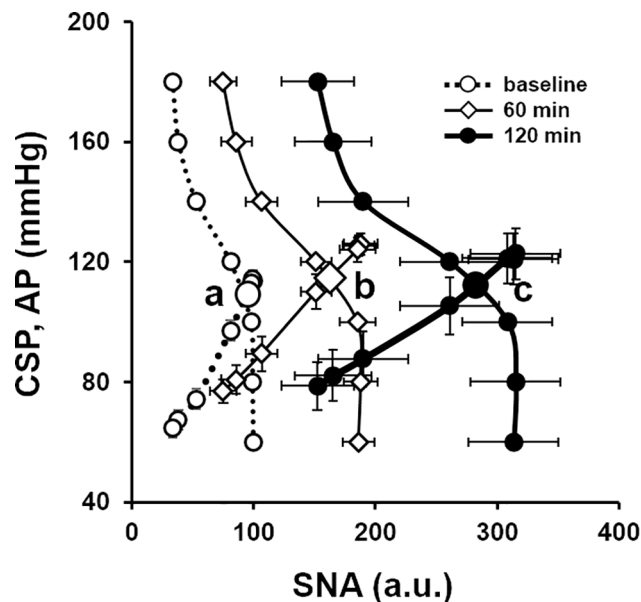 200
160
120
80
40
CSP, AP (mmHg)
baseline
60 min
120 min
a
b
c
0
100
200
300
400
SNA (a.u.)